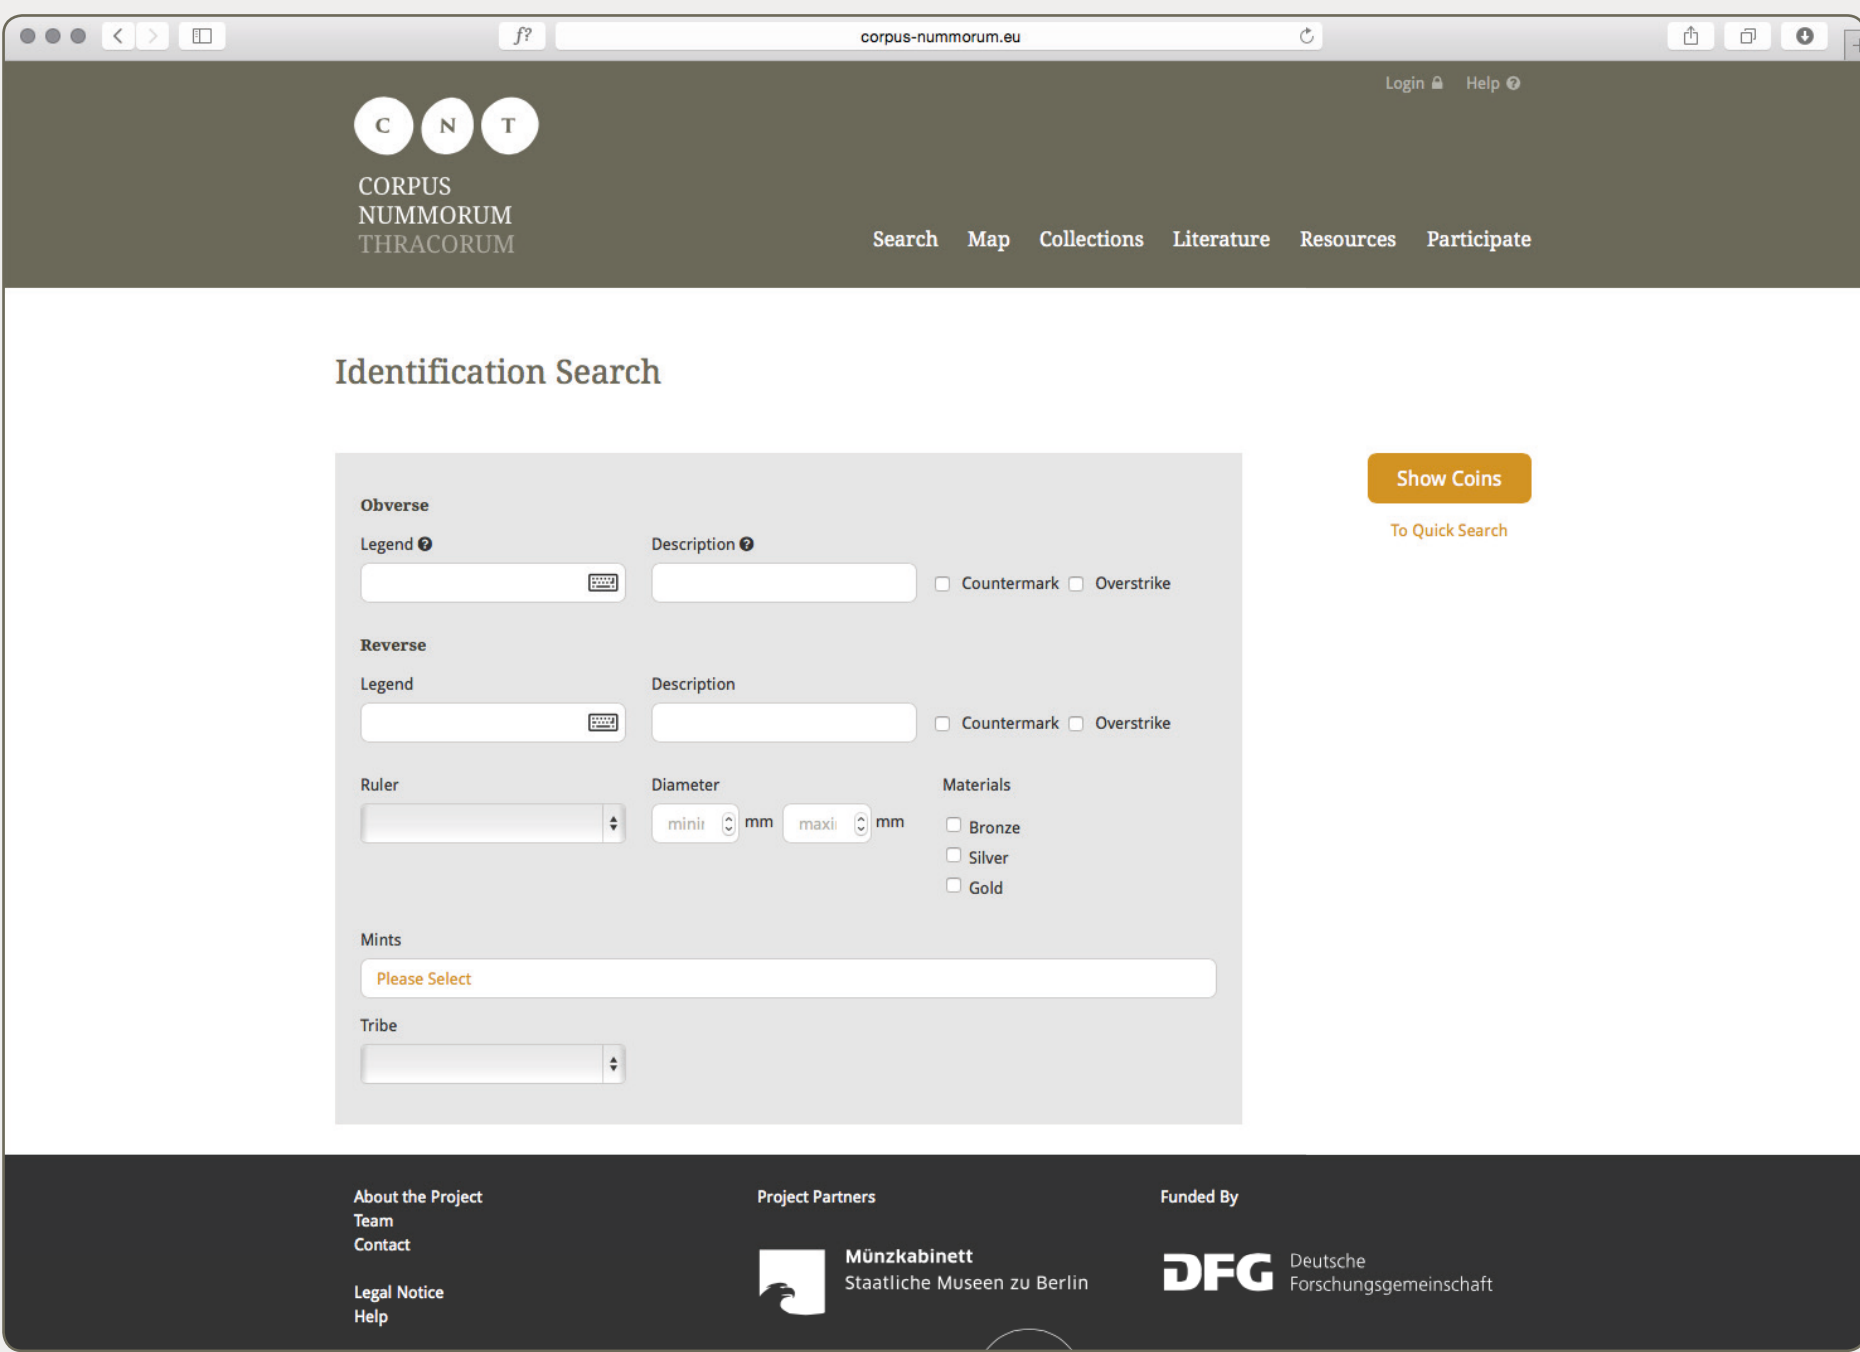 f?
corpus-nummorum.eu
Login Help
C N T
CORPUS
NUMMORUM
THRACORUM
Search Map Collections Literature Resources Participate
Identification Search
Show Coins
To Quick Search
Obverse
Legend Description
Countermark Overstrike
Reverse
Legend Description
Countermark Overstrike
Ruler Diameter Materials
mm mm
Bronze
Silver
Gold
Mints
Please Select
Tribe
About the Project
Team
Contact
Legal Notice
Help
Project Partners
Münzkabinett
Staatliche Museen zu Berlin
Funded By
DFG Deutsche
Forschungsgemeinschaft